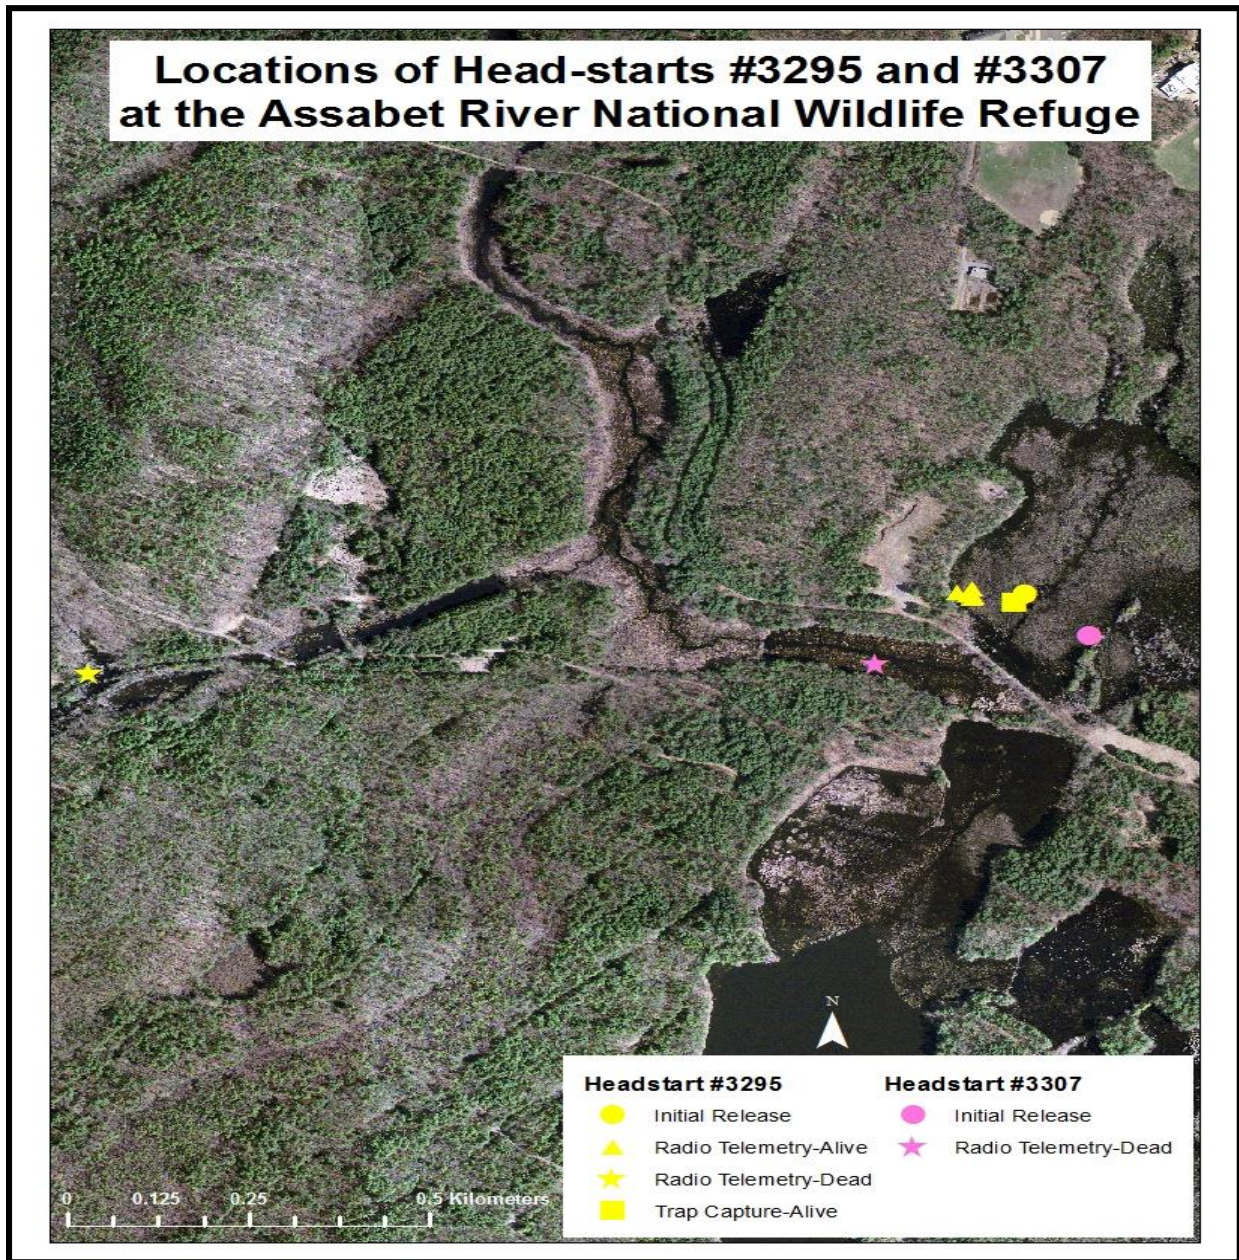 Locations of Head-starts #3295 and #3307
at the Assabet River National Wildlife Refuge
N
Headstart #3295
Initial Release
Radio Telemetry-Alive
Radio Telemetry-Dead
Trap Capture-Alive
Headstart #3307
Initial Release
Radio Telemetry-Dead
0 0.125 0.25 0.5 Kilometers